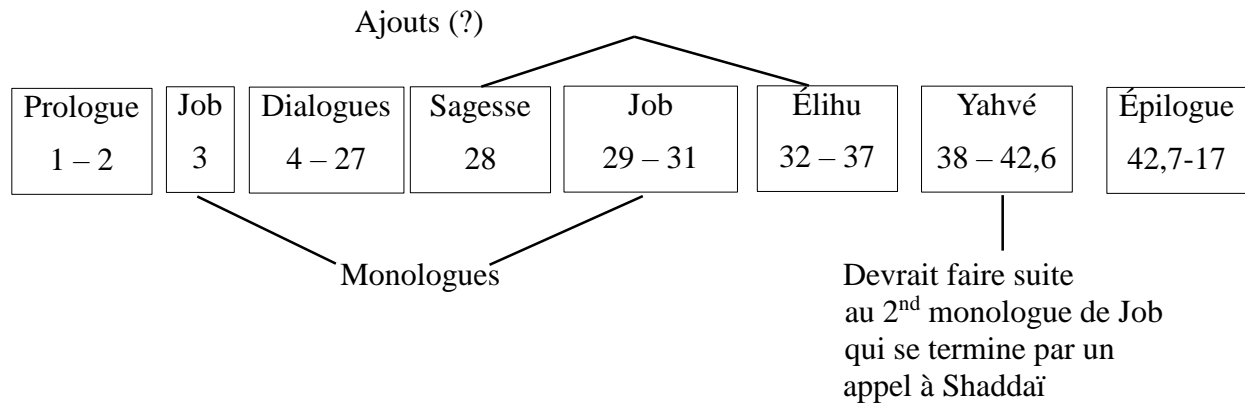 Ajouts (?)
Prologue Job Dialogues Sagesse Job Élihu Yahvé Épilogue
1 – 2 3 4 – 27 28 29 – 31 32 – 37 38 – 42,6 42,7-17
Monologues
Devrait faire suite
au 2nd monologue de Job
qui se termine par un
appel à Shaddaï